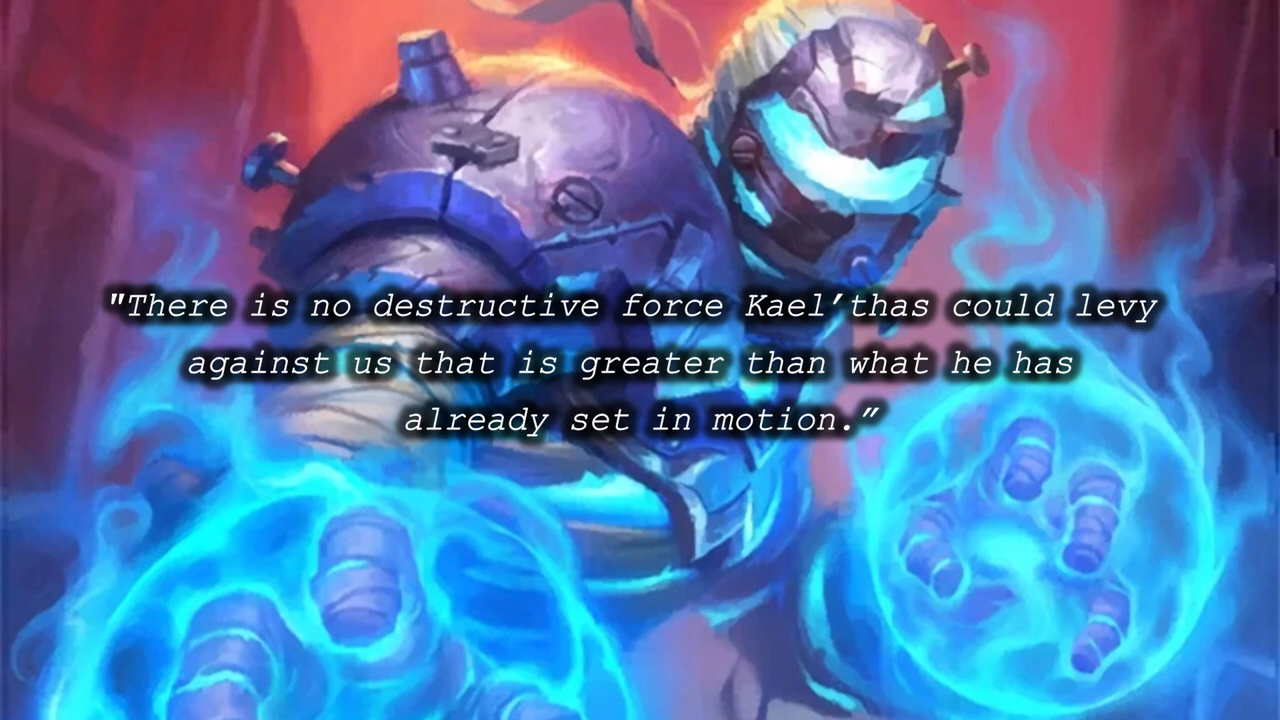 "There is no destructive force Kael’thas could levy
against us that is greater than what he has
already set in motion.”